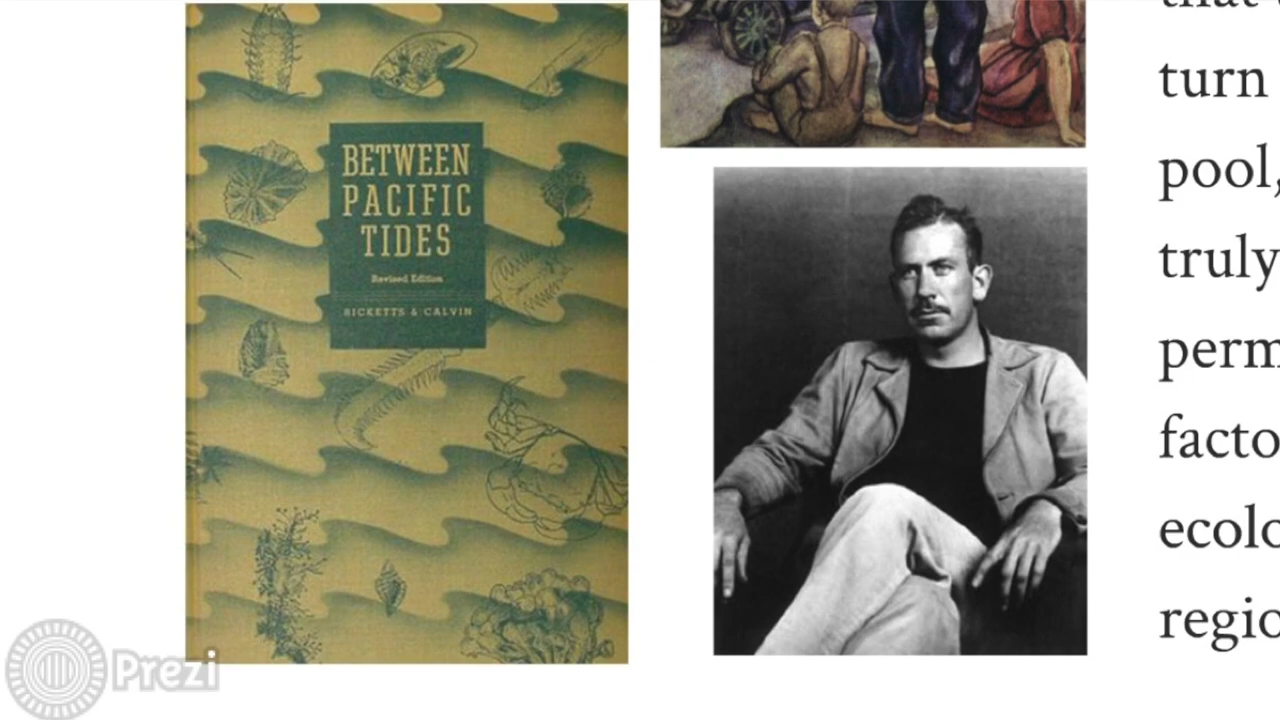 BETWEEN
PACIFIC
TIDES
Revised Edition
RICKETTS & CALVIN
turn
pool,
truly
perm
facto
ecolo
regio
Prezi